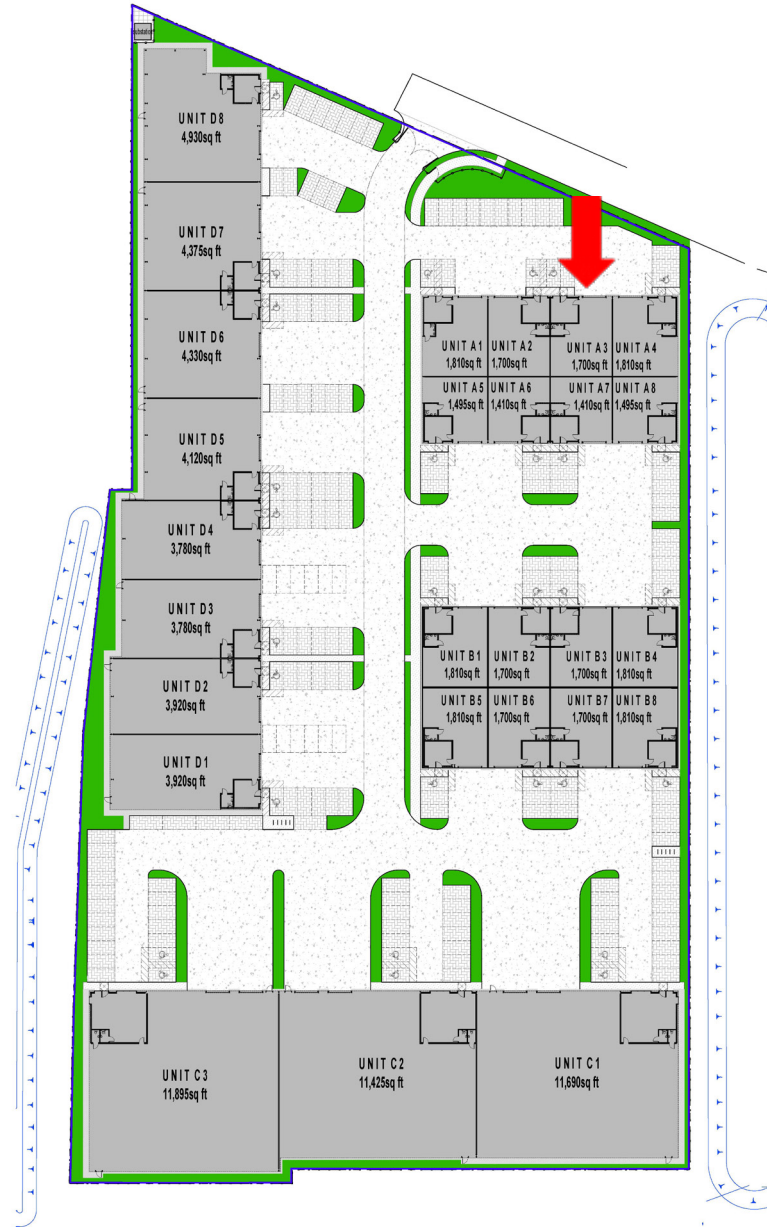 substation
UNIT D8
4,930sq ft
UNIT D7
4,375sq ft
UNIT D6
4,330sq ft
UNIT D5
4,120sq ft
UNIT D4
3,780sq ft
UNIT D3
3,780sq ft
UNIT D2
3,920sq ft
UNIT D1
3,920sq ft
UNIT A1
1,810sq ft
UNIT A2
1,700sq ft
UNIT A3
1,700sq ft
UNIT A4
1,810sq ft
UNIT A5
1,495sq ft
UNIT A6
1,410sq ft
UNIT A7
1,410sq ft
UNIT A8
1,495sq ft
UNIT B1
1,810sq ft
UNIT B2
1,700sq ft
UNIT B3
1,700sq ft
UNIT B4
1,810sq ft
UNIT B5
1,810sq ft
UNIT B6
1,700sq ft
UNIT B7
1,700sq ft
UNIT B8
1,810sq ft
UNIT C3
11,895sq ft
UNIT C2
11,425sq ft
UNIT C1
11,690sq ft